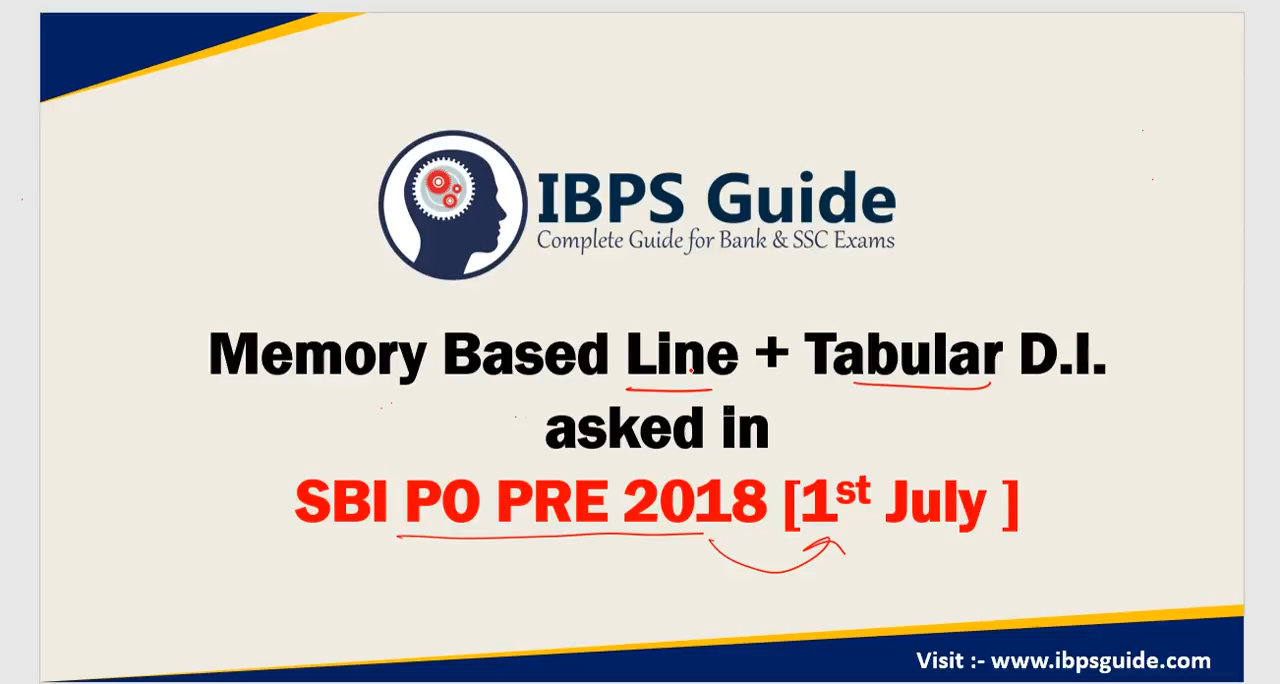 IBPS Guide
Complete Guide for Bank & SSC Exams
Memory Based Line + Tabular D.I.
asked in
SBI PO PRE 2018 [1st July ]
Visit :- www.ibpsguide.com